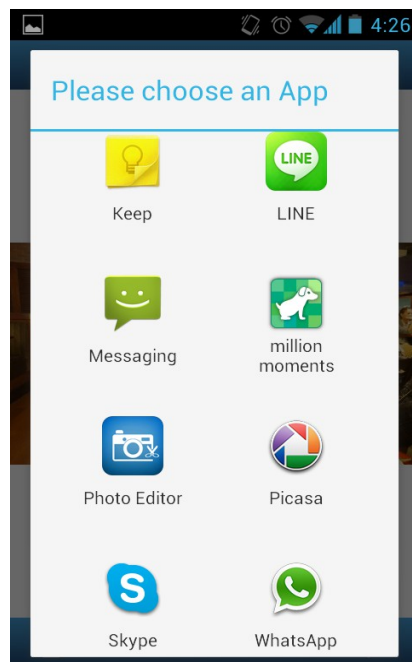 4:26
Please choose an App
LINE
Keep
LINE
Messaging
million
moments
Photo Editor
Picasa
S
Skype
WhatsApp